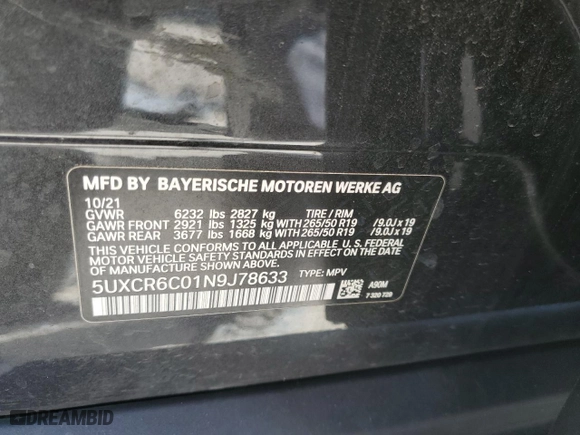 MFD BY BAYERISCHE MOTOREN WERKE AG
10/21
GVWR 6232 lbs 2827 kg TIRE / RIM
GAWR FRONT 2921 lbs 1325 kg WITH 265/50 R19 /9.0J x 19
GAWR REAR 3677 lbs 1668 kg WITH 265/50 R19 /9.0J x 19
THIS VEHICLE CONFORMS TO ALL APPLICABLE U.S. FEDERAL
MOTOR VEHICLE SAFETY STANDARDS IN EFFECT ON THE
DATE OF MANUFACTURE SHOWN ABOVE.
5UXCR6C01N9J78633 TYPE: MPV
A90M
7 320 729
DREAMBID